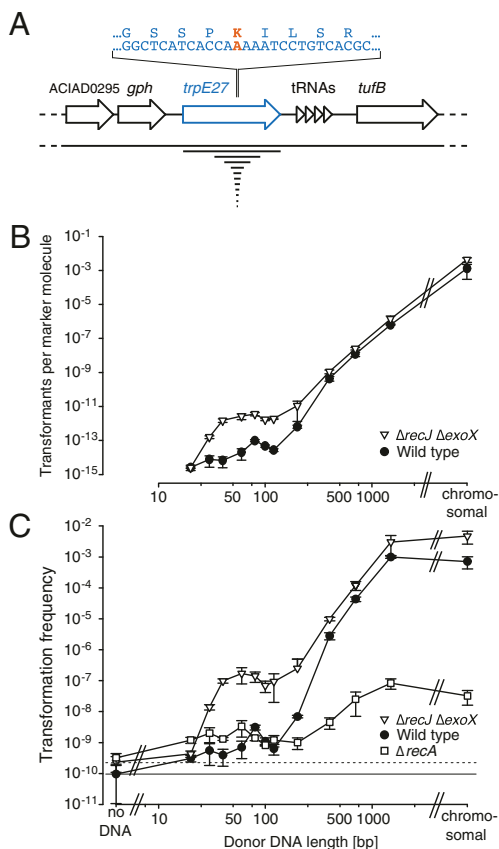 A
…G S S P K I L S R …
…GGCTCATCACCAAAAATCCTGTCACGC…
ACIAD0295 gph trpE27 tRNAs tufB
B
Transformants per marker molecule
10-1
10-3
10-5
10-7
10-9
10-11
10-13
10-15
ΔrecJ ΔexoX
Wild type
10 50 100 500 1000 chromo-
somal
C
Transformation frequency
10-2
10-3
10-4
10-5
10-6
10-7
10-8
10-9
10-10
10-11
ΔrecJ ΔexoX
Wild type
ΔrecA
no
DNA
10 50 100 500 1000 chromo-
somal
Donor DNA length [bp]